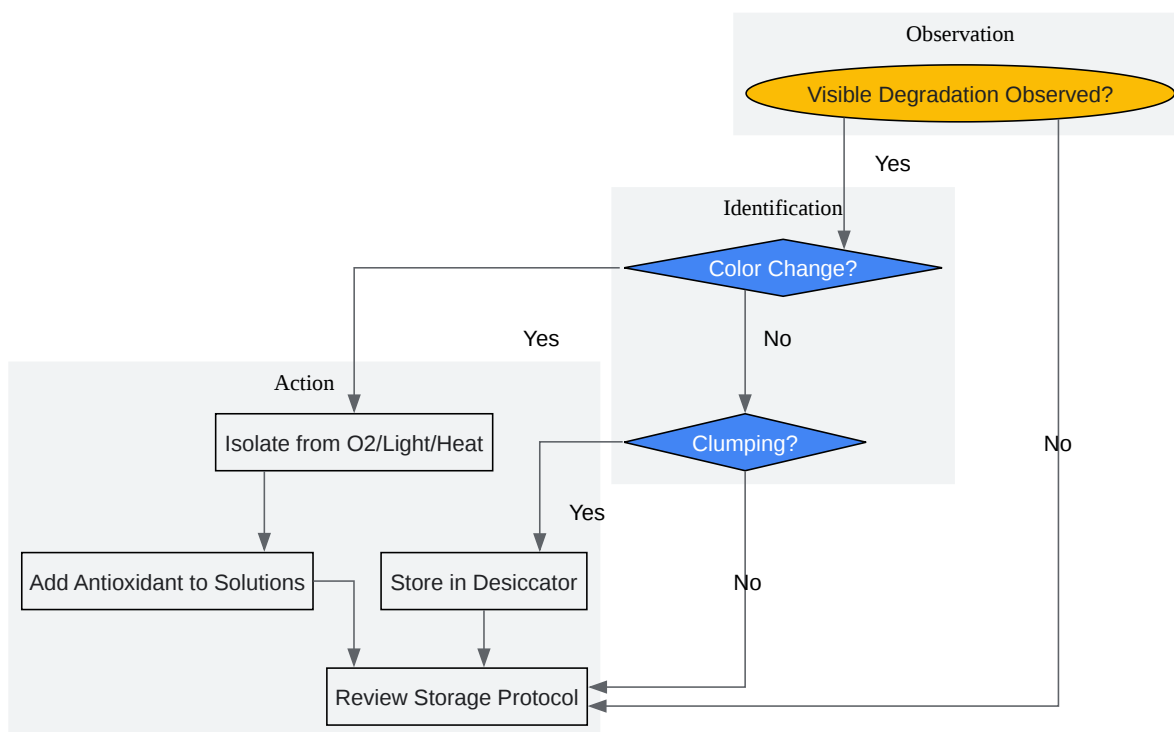 Observation
Visible Degradation Observed?
Yes
Identification
Color Change?
Yes
No
Action
Isolate from O2/Light/Heat
Clumping?
No
Yes
Add Antioxidant to Solutions
Store in Desiccator
No
Review Storage Protocol